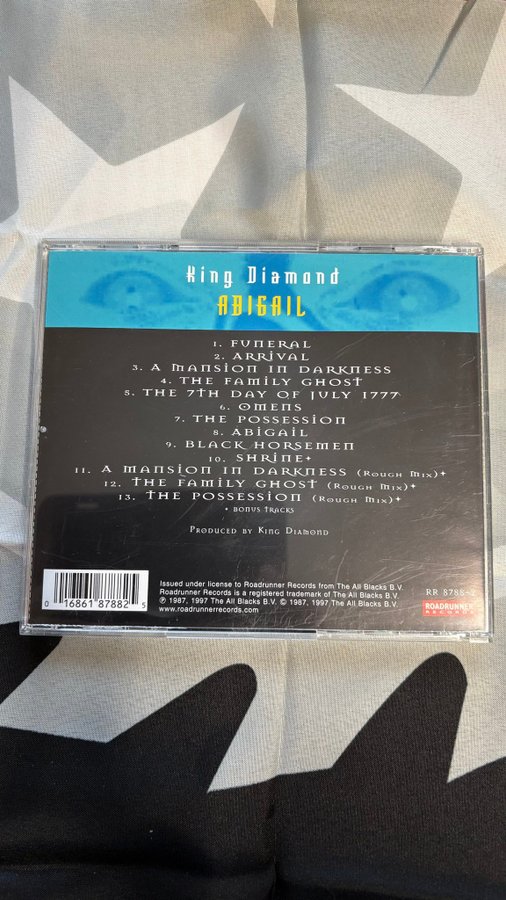 King Diamond
ABIGAIL
1. FUNERAL
2. ARRIVAL
3. A MANSION IN DARKNESS
4. THE FAMILY GHOST
5. THE 7TH DAY OF JULY 1777
6. OMENS
7. THE POSSESSION
8. ABIGAIL
9. BLACK HORSEMEN
10. SHRINE+
11. A MANSION IN DARKNESS (ROUGH MIX)+
12. THE FAMILY GHOST (ROUGH MIX)+
13. THE POSSESSION (ROUGH MIX)+
+ BONUS TRACKS
PRODUCED BY KING DIAMOND
Issued under license to Roadrunner Records from The All Blacks B.V.
Roadrunner Records is a registered trademark of The All Blacks B.V.
℗ 1987, 1997 The All Blacks B.V. © 1987, 1997 The All Blacks B.V.
www.roadrunnerrecords.com
0 16861 87882 5
RR 8788-2
ROADRUNNER
RECORDS